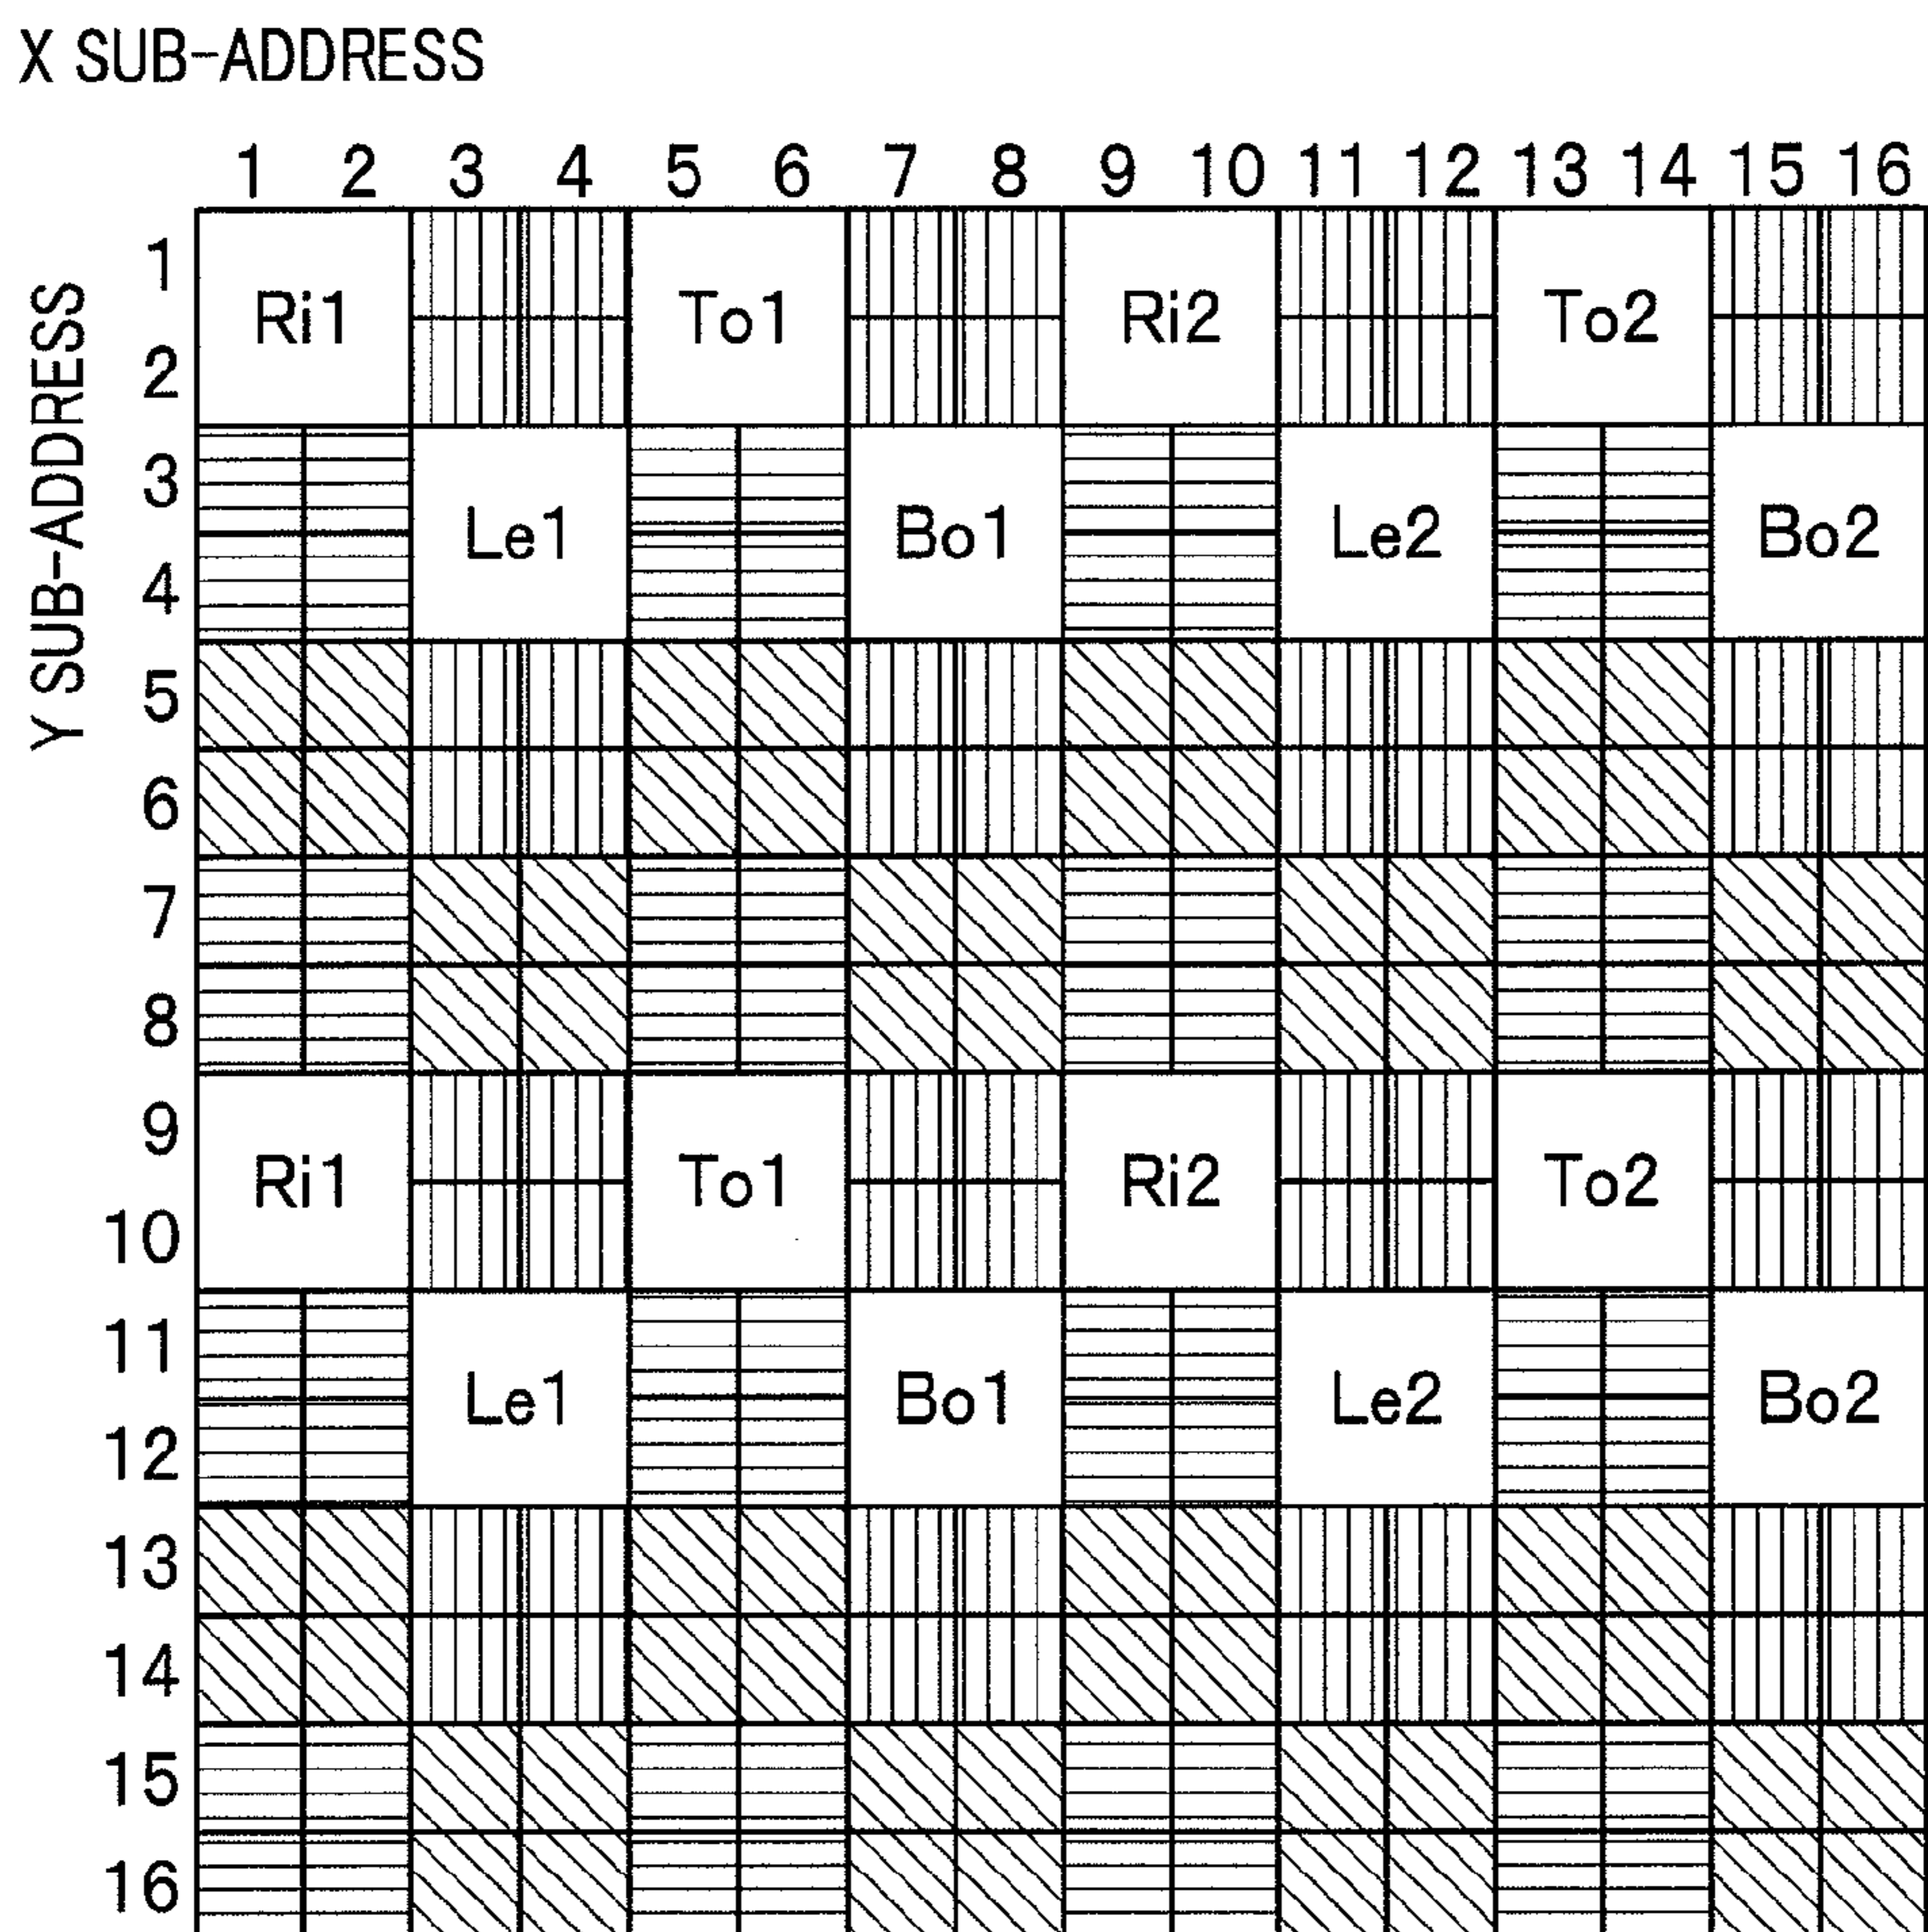 X SUB-ADDRESS
1 2 3 4 5 6 7 8 9 10 11 12 13 14 15 16
Y SUB-ADDRESS
1
Ri1 To1 Ri2 To2
2
3
Le1 Bo1 Le2 Bo2
4
5
6
7
8
9
Ri1 To1 Ri2 To2
10
11
Le1 Bo1 Le2 Bo2
12
13
14
15
16